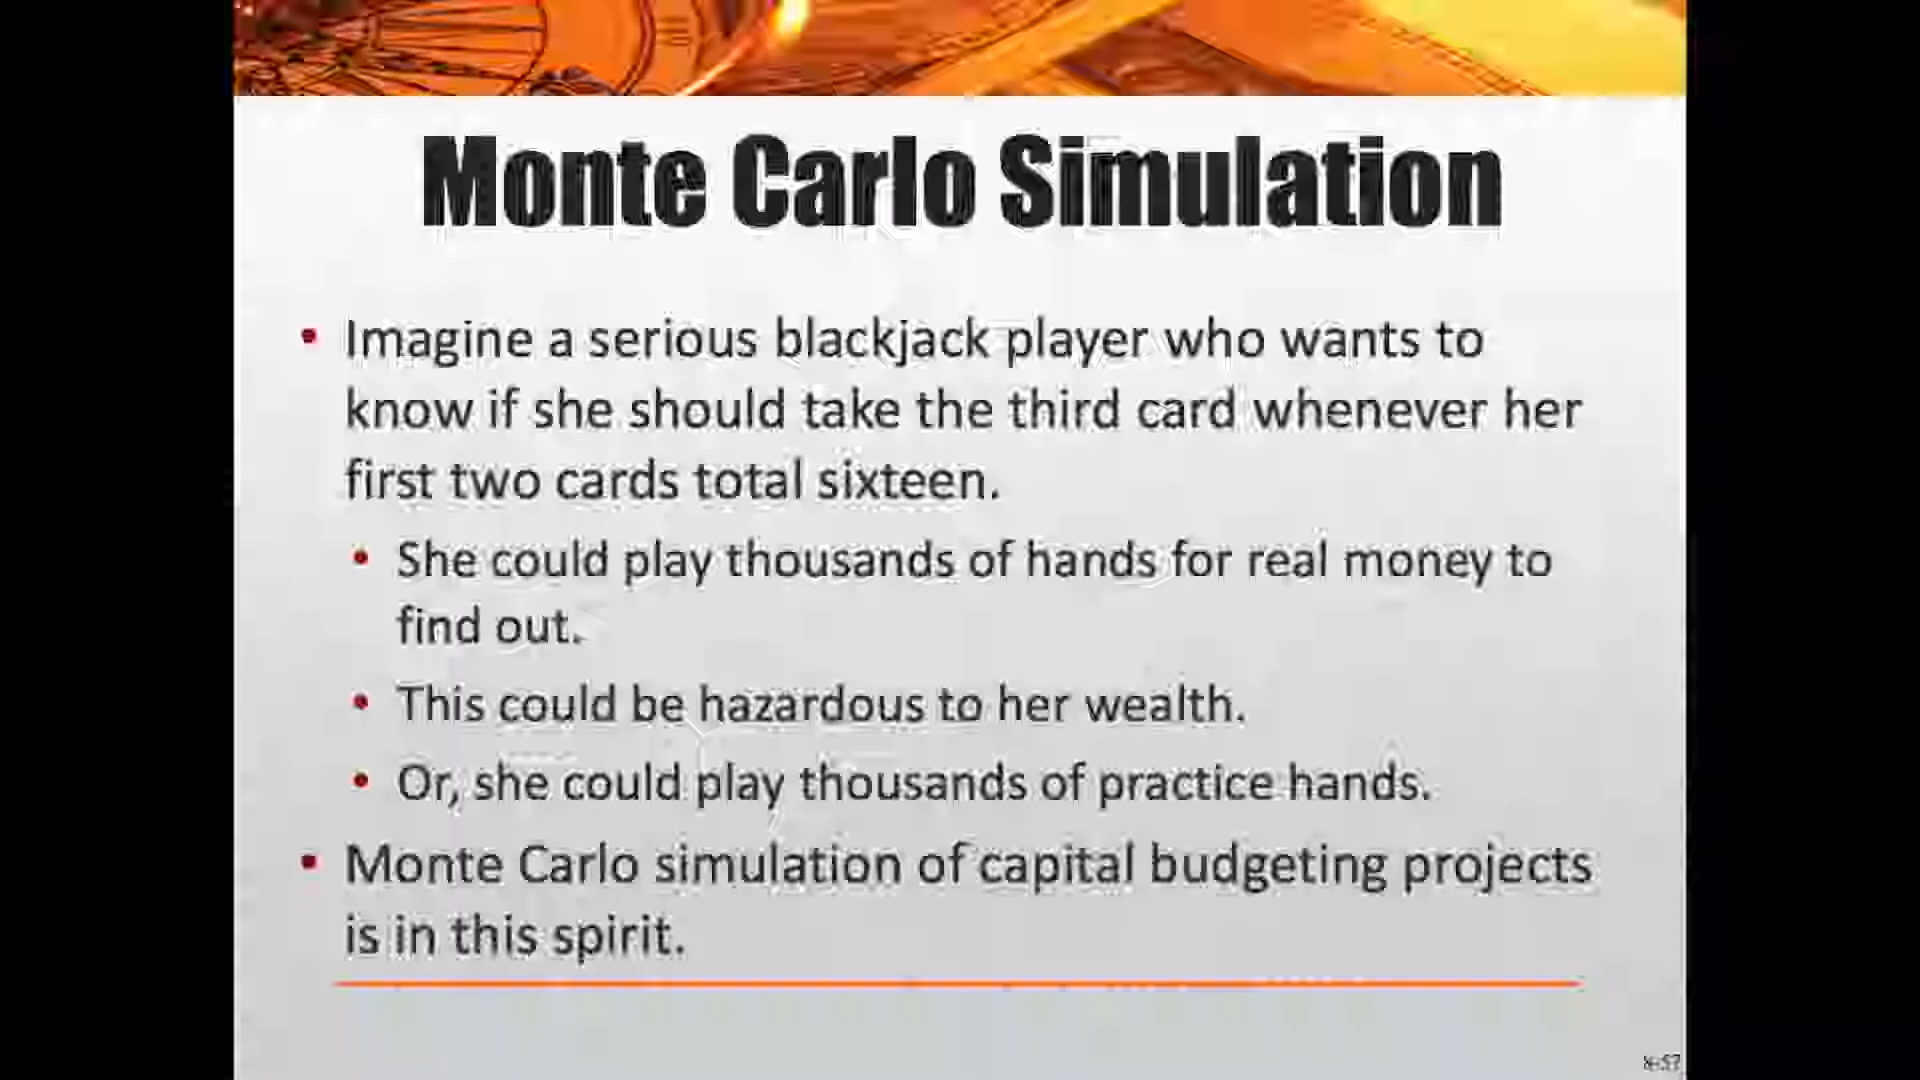 Monte Carlo Simulation
• Imagine a serious blackjack player who wants to
know if she should take the third card whenever her
first two cards total sixteen.
• She could play thousands of hands for real money to
find out.
• This could be hazardous to her wealth.
• Or, she could play thousands of practice hands.
• Monte Carlo simulation of capital budgeting projects
is in this spirit.